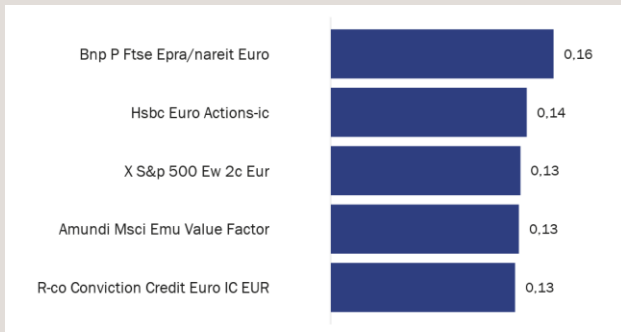 Bnp P Ftse Epra/nareit Euro 0,16
Hsbc Euro Actions-ic 0,14
X S&p 500 Ew 2c Eur 0,13
Amundi Msci Emu Value Factor 0,13
R-co Conviction Credit Euro IC EUR 0,13